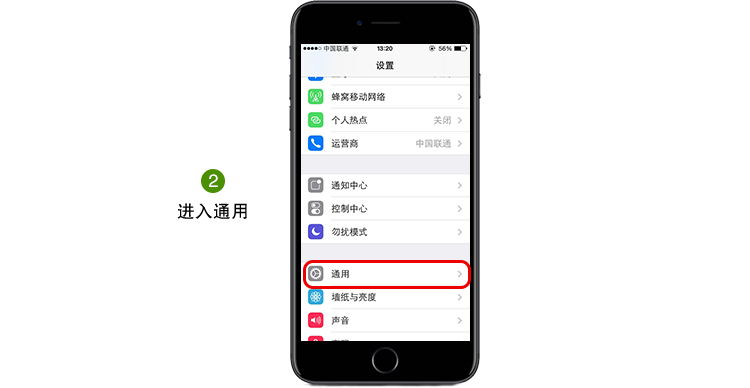 2
进入通用
中国联通 13:20 56%
设置
蜂窝移动网络
个人热点 关闭
运营商 中国联通
通知中心
控制中心
勿扰模式
通用
墙纸与亮度
声音